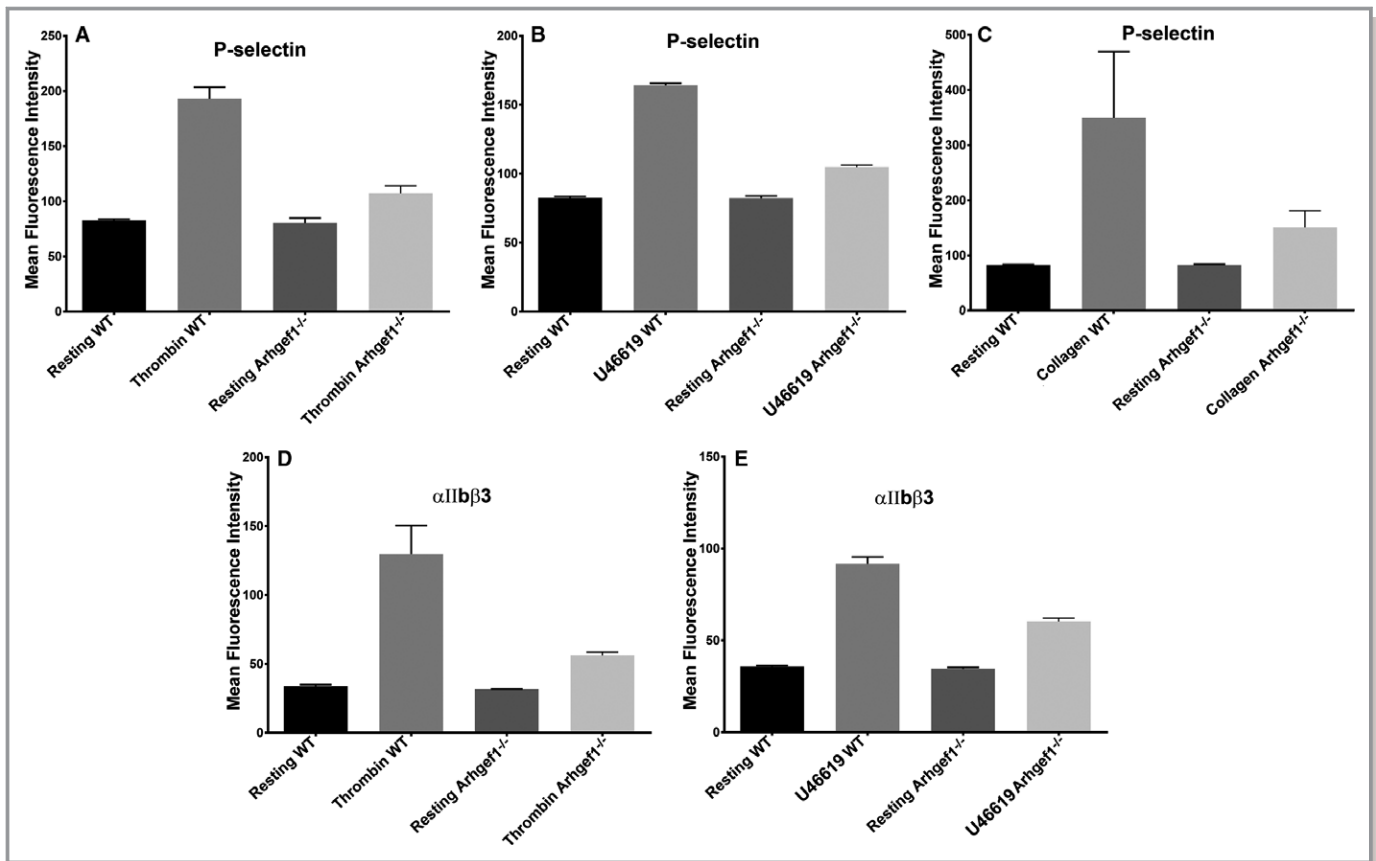 A
P-selectin
Mean Fluorescence Intensity
250
200
150
100
50
0
Resting WT
Thrombin WT
Resting Arhgef1-/-
Thrombin Arhgef1-/-
B
P-selectin
Mean Fluorescence Intensity
200
150
100
50
0
Resting WT
U46619 WT
Resting Arhgef1-/-
U46619 Arhgef1-/-
C
P-selectin
Mean Fluorescence Intensity
500
400
300
200
100
0
Resting WT
Collagen WT
Resting Arhgef1-/-
Collagen Arhgef1-/-
D
αIIbβ3
Mean Fluorescence Intensity
200
150
100
50
0
Resting WT
Thrombin WT
Resting Arhgef1-/-
Thrombin Arhgef1-/-
E
αIIbβ3
Mean Fluorescence Intensity
150
100
50
0
Resting WT
U46619 WT
Resting Arhgef1-/-
U46619 Arhgef1-/-